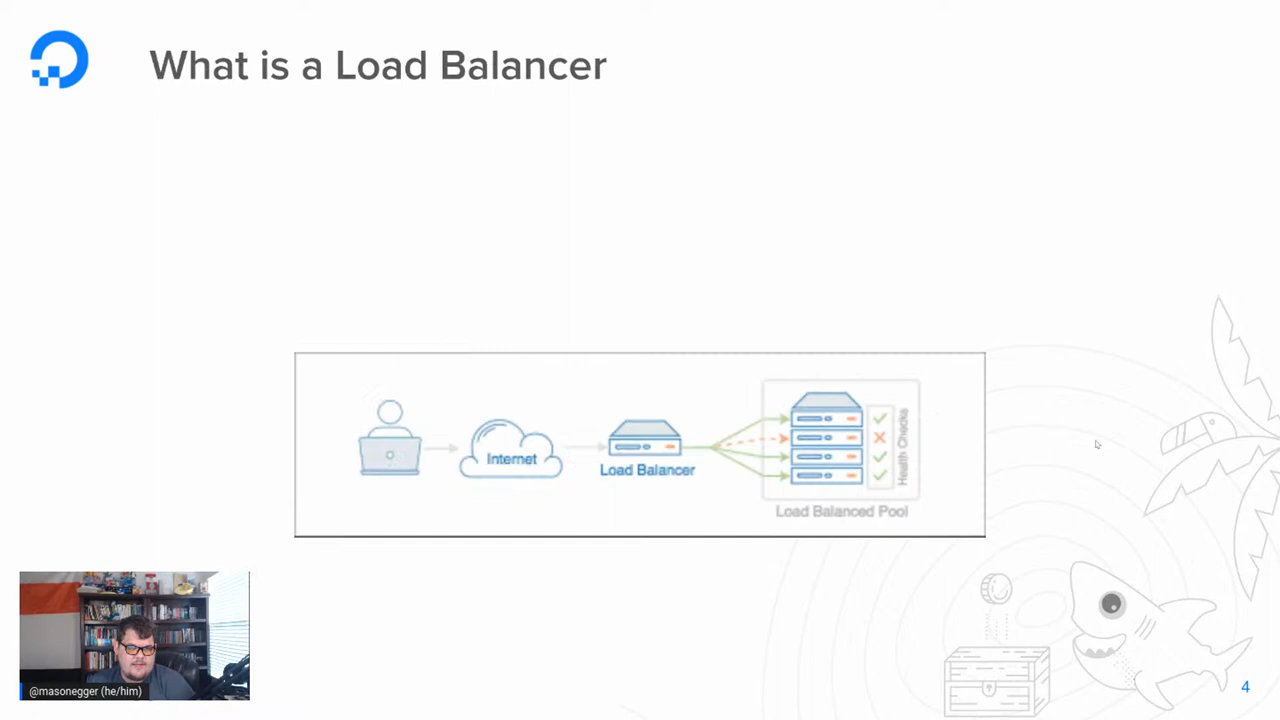 What is a Load Balancer
Internet
Load Balancer
Health Checks
Load Balanced Pool
@masonegger (he/him)
4